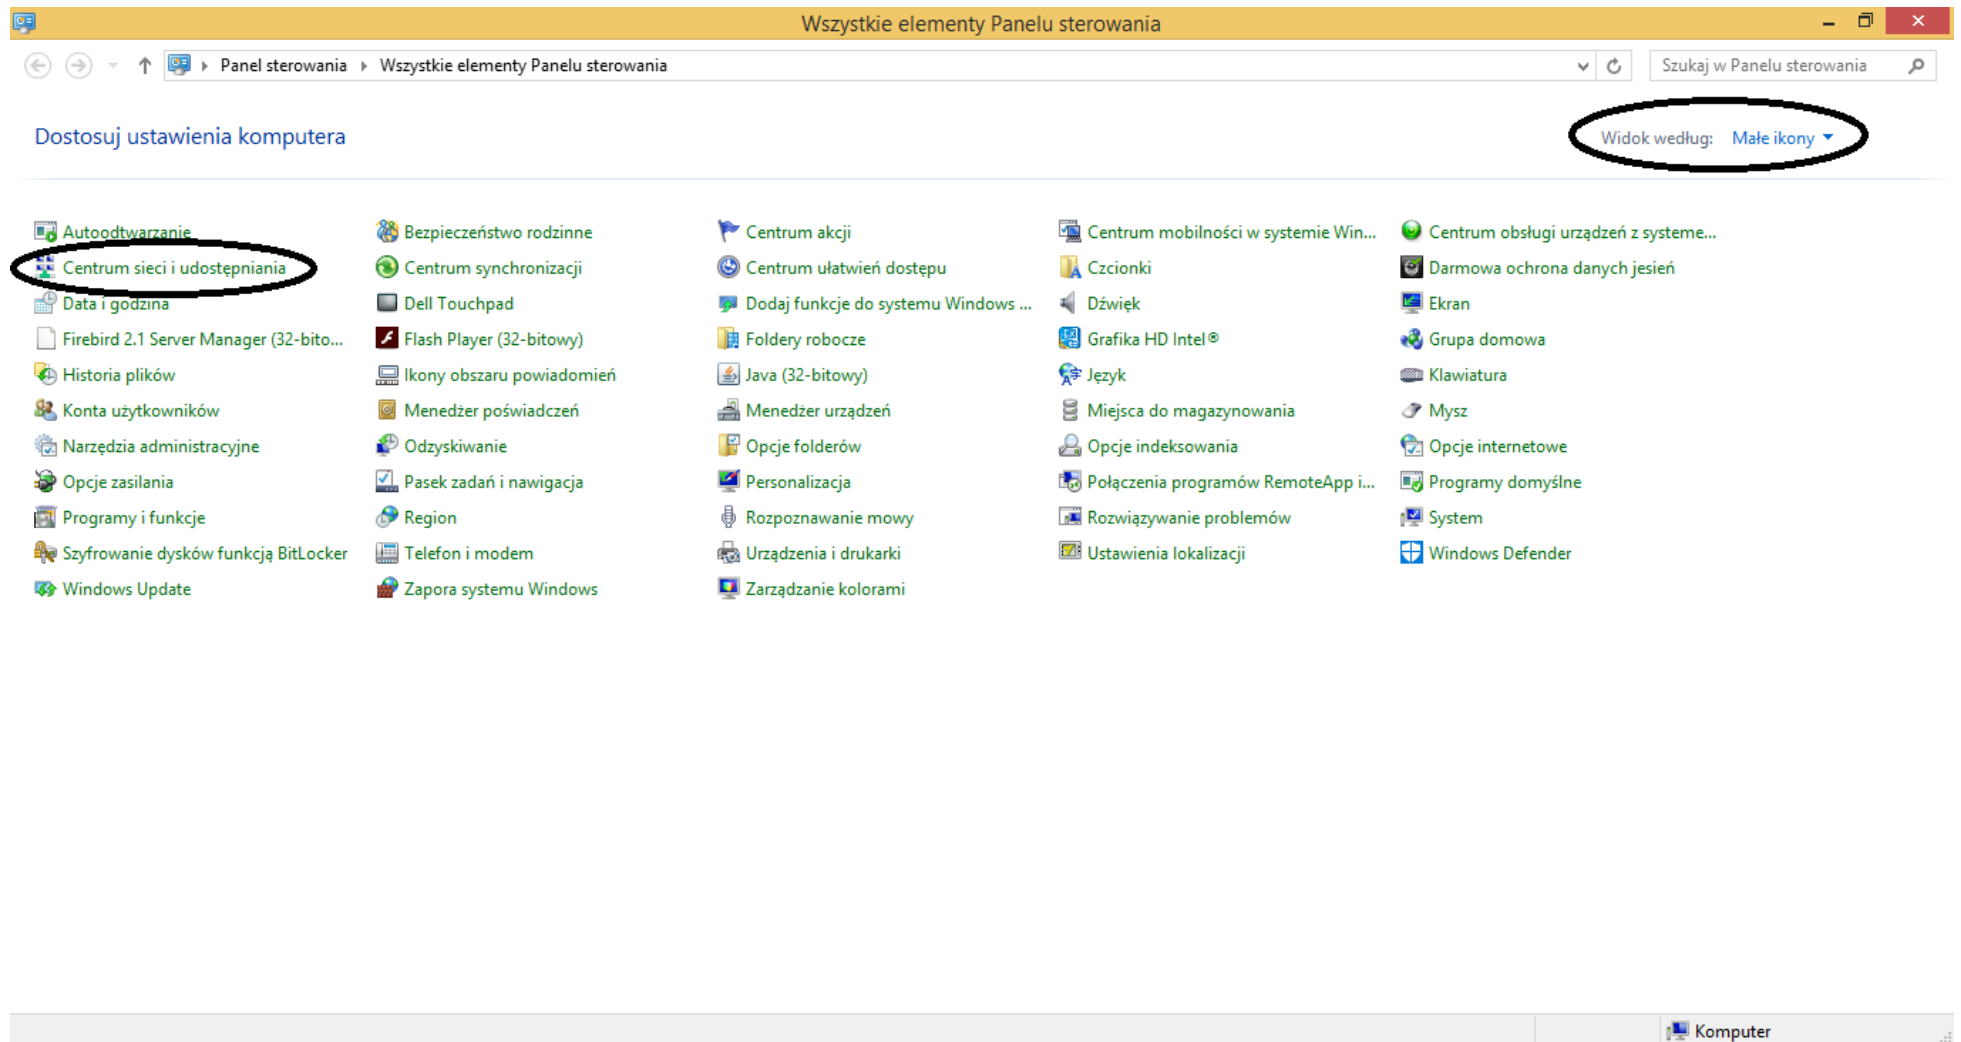 Wszystkie elementy Panelu sterowania
Panel sterowania Wszystkie elementy Panelu sterowania Szukaj w Panelu sterowania
Dostosuj ustawienia komputera Widok według: Małe ikony
Autoodtwarzanie Bezpieczeństwo rodzinne Centrum akcji Centrum mobilności w systemie Win... Centrum obsługi urządzeń z systeme...
Centrum sieci i udostępniania Centrum synchronizacji Centrum ułatwień dostępu Czcionki Darmowa ochrona danych jesień
Data i godzina Dell Touchpad Dodaj funkcje do systemu Windows ... Dźwięk Ekran
Firebird 2.1 Server Manager (32-bito... Flash Player (32-bitowy) Foldery robocze Grafika HD Intel® Grupa domowa
Historia plików Ikony obszaru powiadomień Java (32-bitowy) Język Klawiatura
Konta użytkowników Menedżer poświadczeń Menedżer urządzeń Miejsca do magazynowania Mysz
Narzędzia administracyjne Odzyskiwanie Opcje folderów Opcje indeksowania Opcje internetowe
Opcje zasilania Pasek zadań i nawigacja Personalizacja Połączenia programów RemoteApp i... Programy domyślne
Programy i funkcje Region Rozpoznawanie mowy Rozwiązywanie problemów System
Szyfrowanie dysków funkcją BitLocker Telefon i modem Urządzenia i drukarki Ustawienia lokalizacji Windows Defender
Windows Update Zapora systemu Windows Zarządzanie kolorami
Komputer